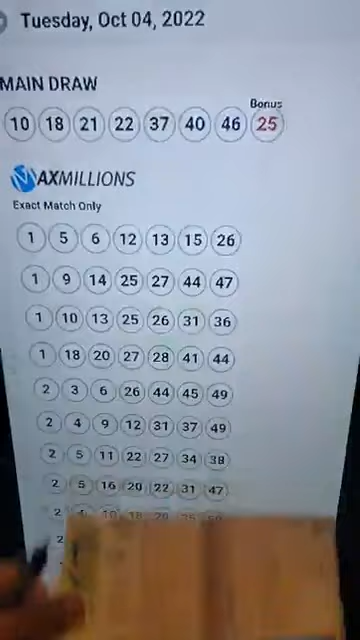 Tuesday, Oct 04, 2022
MAIN DRAW
Bonus
10 18 21 22 37 40 46 25
MAXMILLIONS
Exact Match Only
1 5 6 12 13 15 26
1 9 14 25 27 44 47
1 10 13 25 26 31 36
1 18 20 27 28 41 44
2 3 6 26 44 45 49
2 4 9 12 31 37 49
2 5 11 22 27 34 38
2 5 16 20 22 31 47
2
2